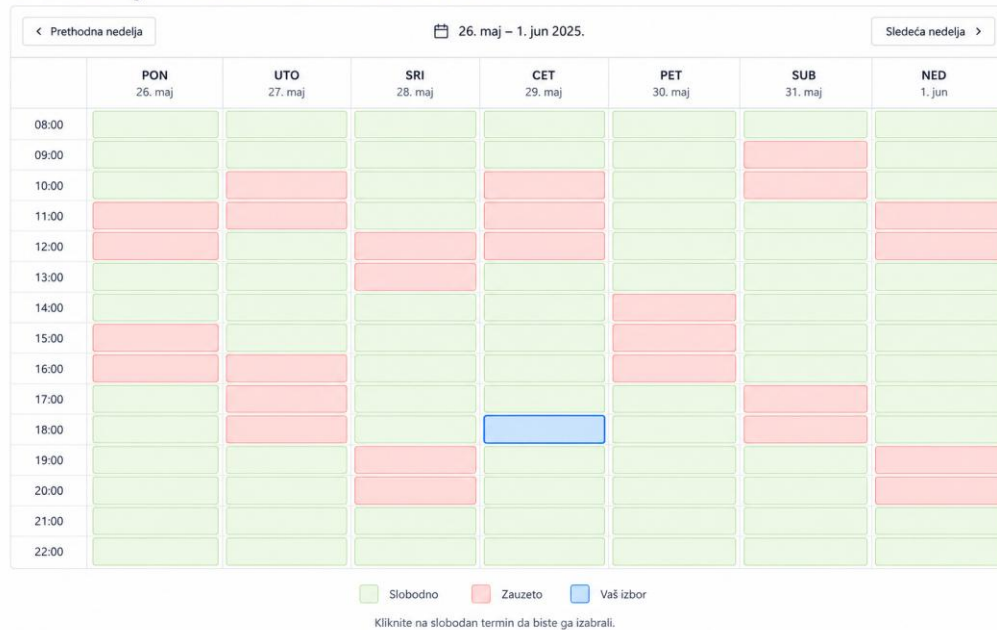 Prethodna nedelja
26. maj – 1. jun 2025.
Sledeća nedelja
PON UTO SRI CET PET SUB NED
26. maj 27. maj 28. maj 29. maj 30. maj 31. maj 1. jun
08:00
09:00
10:00
11:00
12:00
13:00
14:00
15:00
16:00
17:00
18:00
19:00
20:00
21:00
22:00
Slobodno Zauzeto Vaš izbor
Kliknite na slobodan termin da biste ga izabrali.